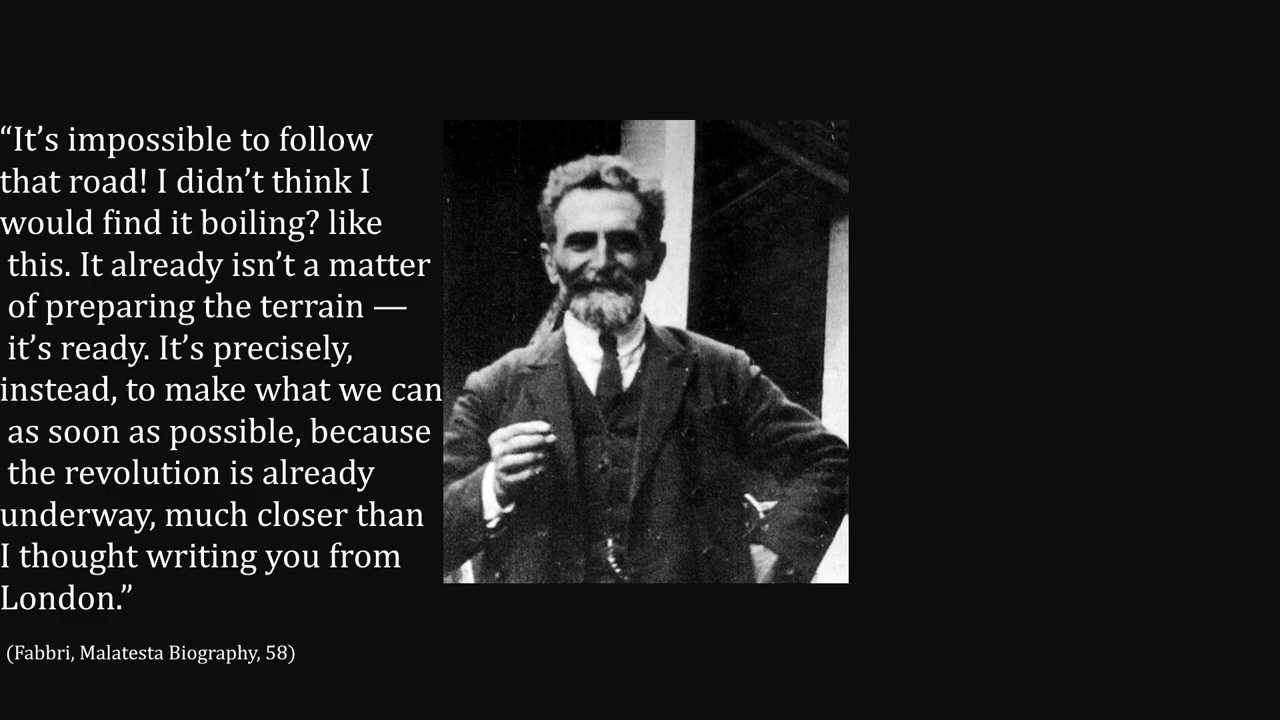 “It’s impossible to follow
that road! I didn’t think I
would find it boiling? like
this. It already isn’t a matter
of preparing the terrain —
it’s ready. It’s precisely,
instead, to make what we can
as soon as possible, because
the revolution is already
underway, much closer than
I thought writing you from
London.”
(Fabbri, Malatesta Biography, 58)